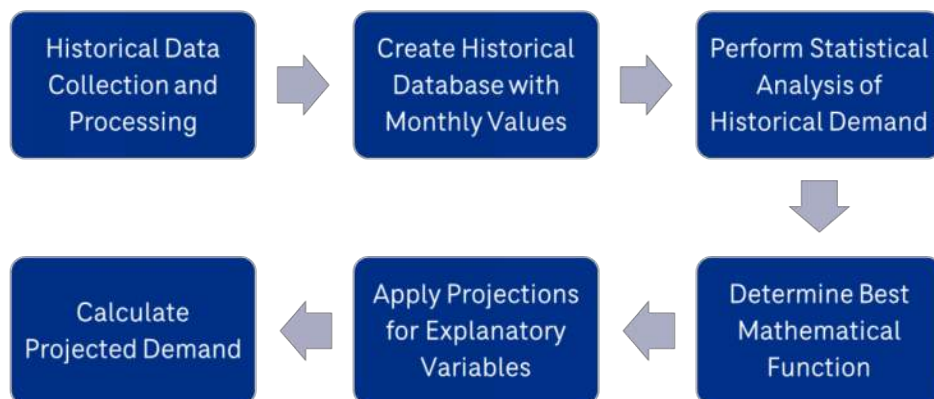 Historical Data
Collection and
Processing
Create Historical
Database with
Monthly Values
Perform Statistical
Analysis of
Historical Demand
Determine Best
Mathematical
Function
Apply Projections
for Explanatory
Variables
Calculate
Projected Demand